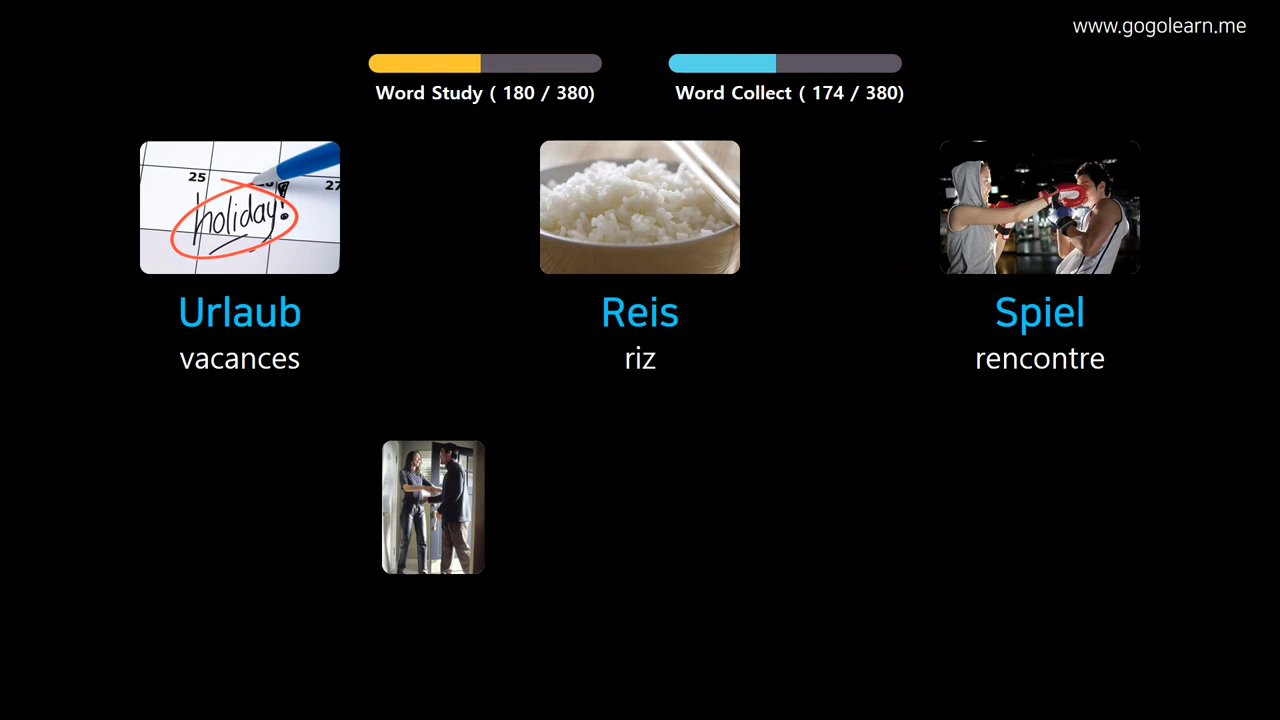 www.gogolearn.me
Word Study ( 180 / 380)
Word Collect ( 174 / 380)
25
27
holiday!
Urlaub
Reis
Spiel
vacances
riz
rencontre